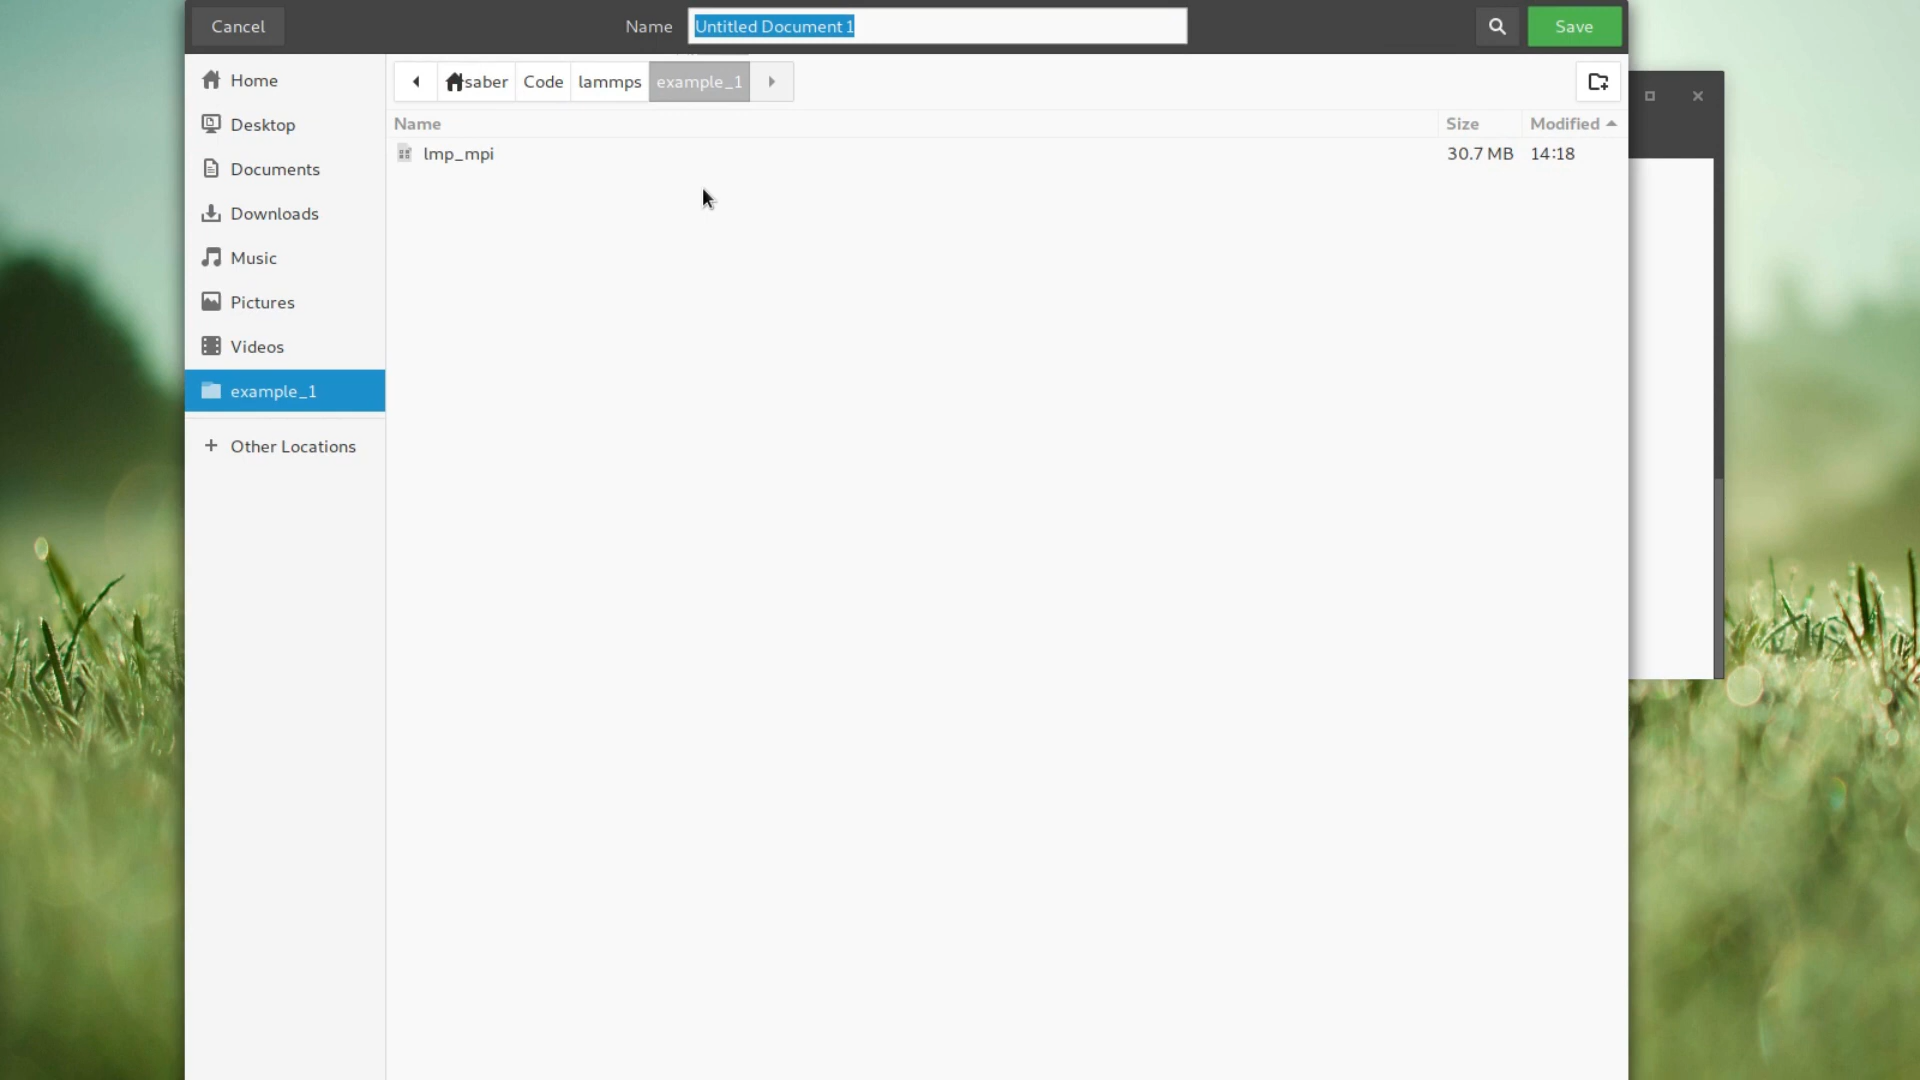 Cancel
Name
Untitled Document 1
Save
Home
Desktop
Documents
Downloads
Music
Pictures
Videos
example_1
Other Locations
saber
Code
lammps
example_1
Name
Size
Modified
lmp_mpi
30.7 MB
14:18